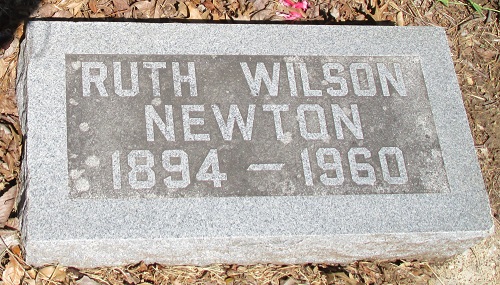 RUTH WILSON
NEWTON
1894 – 1960